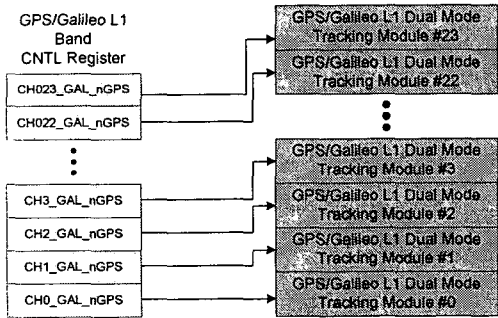 GPS/Galileo L1
Band
CNTL Register
CH023_GAL_nGPS
CH022_GAL_nGPS
CH3_GAL_nGPS
CH2_GAL_nGPS
CH1_GAL_nGPS
CH0_GAL_nGPS
GPS/Galileo L1 Dual Mode
Tracking Module #23
GPS/Galileo L1 Dual Mode
Tracking Module #22
GPS/Galileo L1 Dual Mode
Tracking Module #3
GPS/Galileo L1 Dual Mode
Tracking Module #2
GPS/Galileo L1 Dual Mode
Tracking Module #1
GPS/Galileo L1 Dual Mode
Tracking Module #0